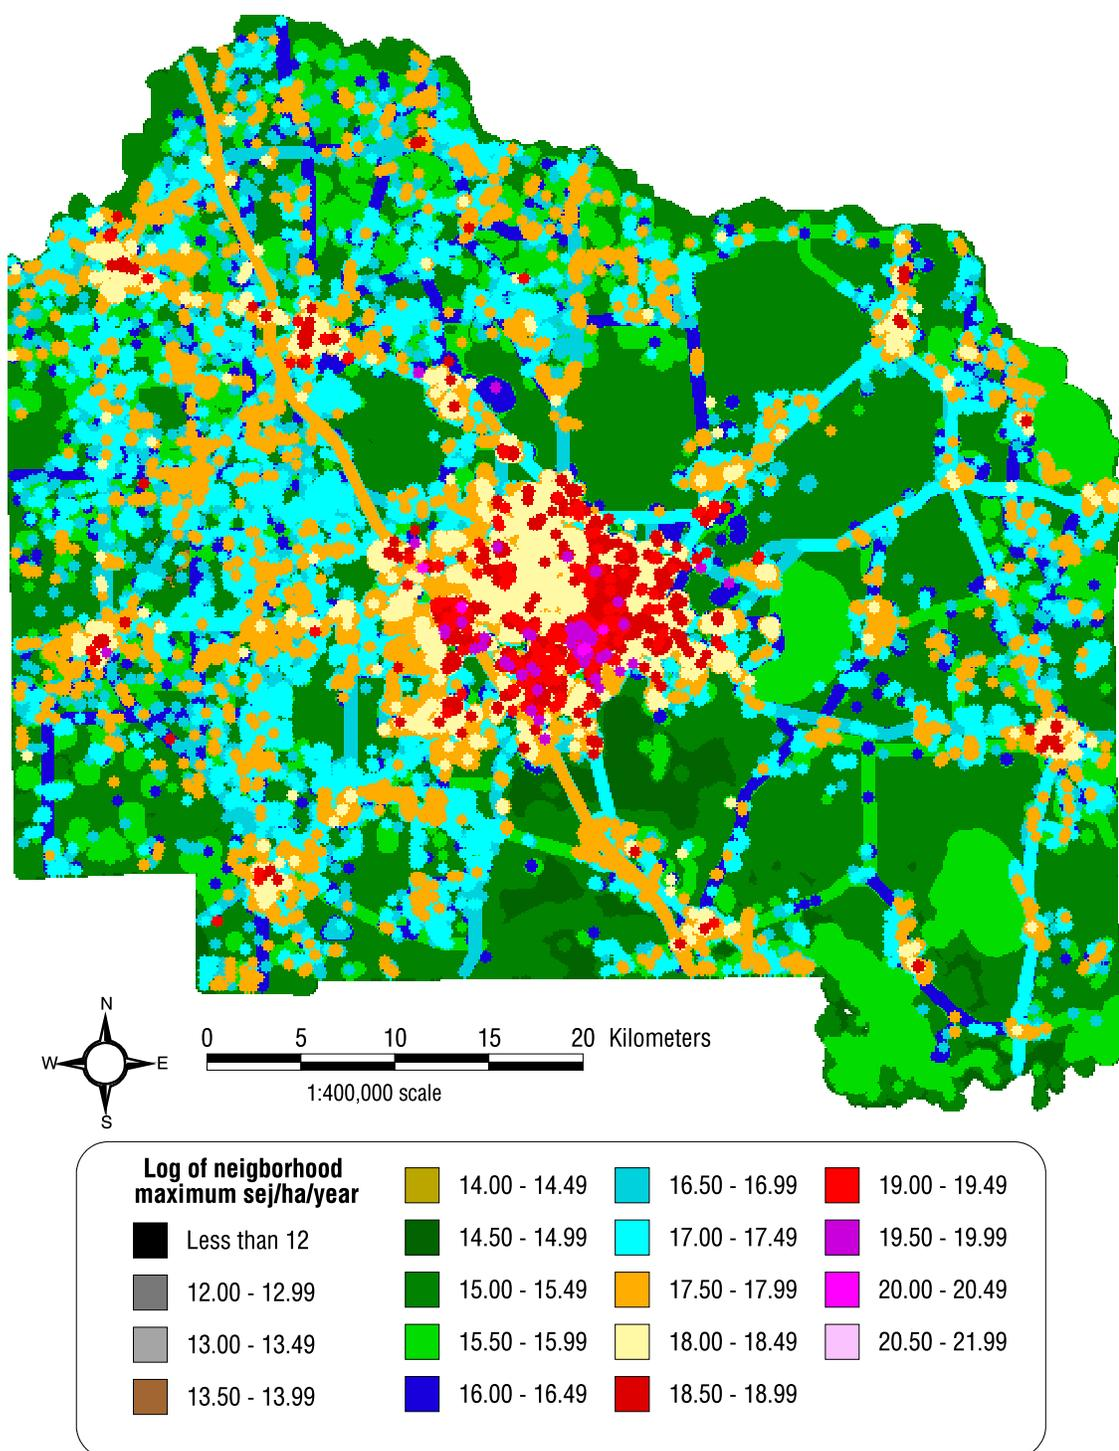 N
W
E
S
0 5 10 15 20 Kilometers
1:400,000 scale
Log of neigborhood
maximum sej/ha/year
Less than 12
12.00 - 12.99
13.00 - 13.49
13.50 - 13.99
14.00 - 14.49
14.50 - 14.99
15.00 - 15.49
15.50 - 15.99
16.00 - 16.49
16.50 - 16.99
17.00 - 17.49
17.50 - 17.99
18.00 - 18.49
18.50 - 18.99
19.00 - 19.49
19.50 - 19.99
20.00 - 20.49
20.50 - 21.99